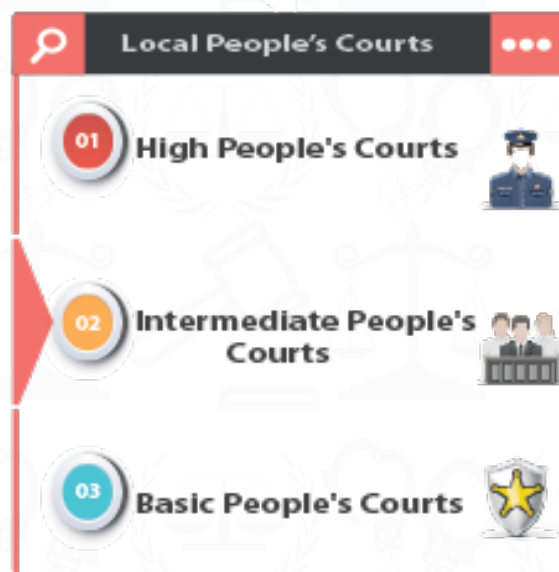 Local People’s Courts
01
High People's Courts
02
Intermediate People's
Courts
03
Basic People's Courts